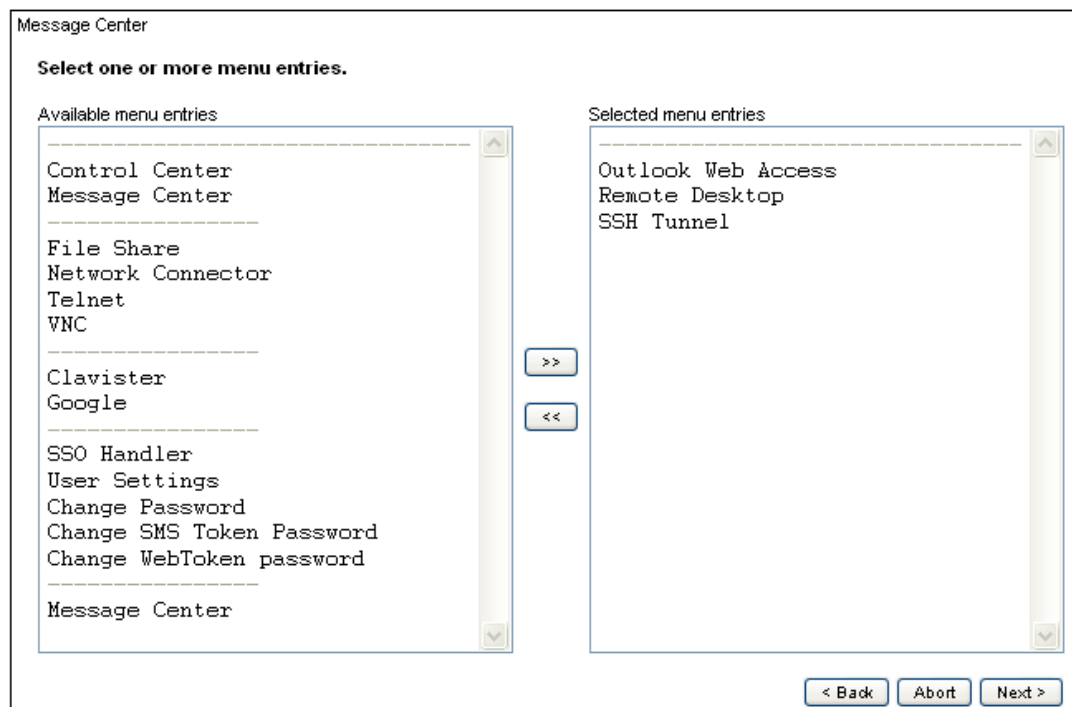 Message Center
Select one or more menu entries.
Available menu entries
--------------------------------
Control Center
Message Center
----------------
File Share
Network Connector
Telnet
VNC
----------------
Clavister
Google
----------------
SSO Handler
User Settings
Change Password
Change SMS Token Password
Change WebToken password
----------------
Message Center
>>
<<
Selected menu entries
--------------------------------
Outlook Web Access
Remote Desktop
SSH Tunnel
< Back Abort Next >